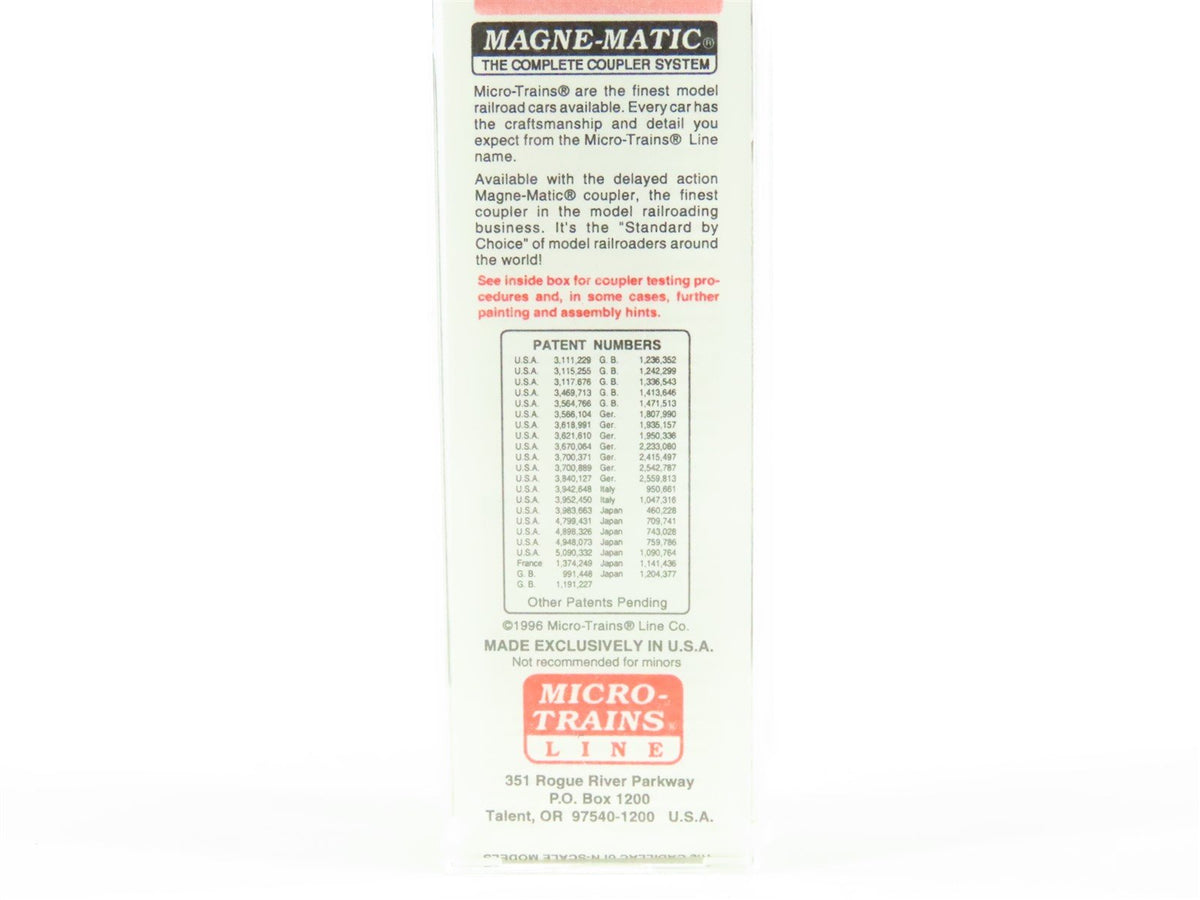 MAGNE-MATIC®
THE COMPLETE COUPLER SYSTEM
Micro-Trains® are the finest model
railroad cars available. Every car has
the craftsmanship and detail you
expect from the Micro-Trains® Line
name.
Available with the delayed action
Magne-Matic® coupler, the finest
coupler in the model railroading
business. It's the "Standard by
Choice" of model railroaders around
the world!
See inside box for coupler testing pro-
cedures and, in some cases, further
painting and assembly hints.
PATENT NUMBERS
U.S.A. 3,111,229 G. B. 1,236,352
U.S.A. 3,115,255 G. B. 1,242,299
U.S.A. 3,117,676 G. B. 1,336,543
U.S.A. 3,469,713 G. B. 1,413,646
U.S.A. 3,564,766 G. B. 1,471,513
U.S.A. 3,566,104 Ger. 1,807,990
U.S.A. 3,618,991 Ger. 1,935,157
U.S.A. 3,621,610 Ger. 1,950,336
U.S.A. 3,670,064 Ger. 2,233,080
U.S.A. 3,700,371 Ger. 2,415,497
U.S.A. 3,700,889 Ger. 2,542,787
U.S.A. 3,840,127 Ger. 2,559,813
U.S.A. 3,942,648 Italy 950,661
U.S.A. 3,952,450 Italy 1,047,316
U.S.A. 3,983,663 Japan 460,228
U.S.A. 4,799,431 Japan 709,741
U.S.A. 4,898,326 Japan 743,028
U.S.A. 4,948,073 Japan 759,786
U.S.A. 5,090,332 Japan 1,090,764
France 1,374,249 Japan 1,141,436
G. B. 991,448 Japan 1,204,377
G. B. 1,191,227
Other Patents Pending
©1996 Micro-Trains® Line Co.
MADE EXCLUSIVELY IN U.S.A.
Not recommended for minors
MICRO-
TRAINS®
LINE
351 Rogue River Parkway
P.O. Box 1200
Talent, OR 97540-1200 U.S.A.
THE CADILLAC OF N-SCALE MODELS